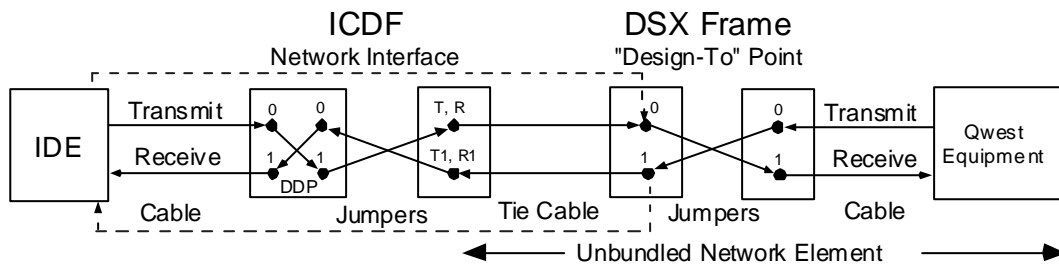 ICDF
DSX Frame
Network Interface
"Design-To" Point
IDE
Transmit
Receive
0
0
1
1
DDP
T, R
T1, R1
0
1
0
1
Transmit
Receive
Qwest
Equipment
Cable
Jumpers
Tie Cable
Jumpers
Cable
Unbundled Network Element